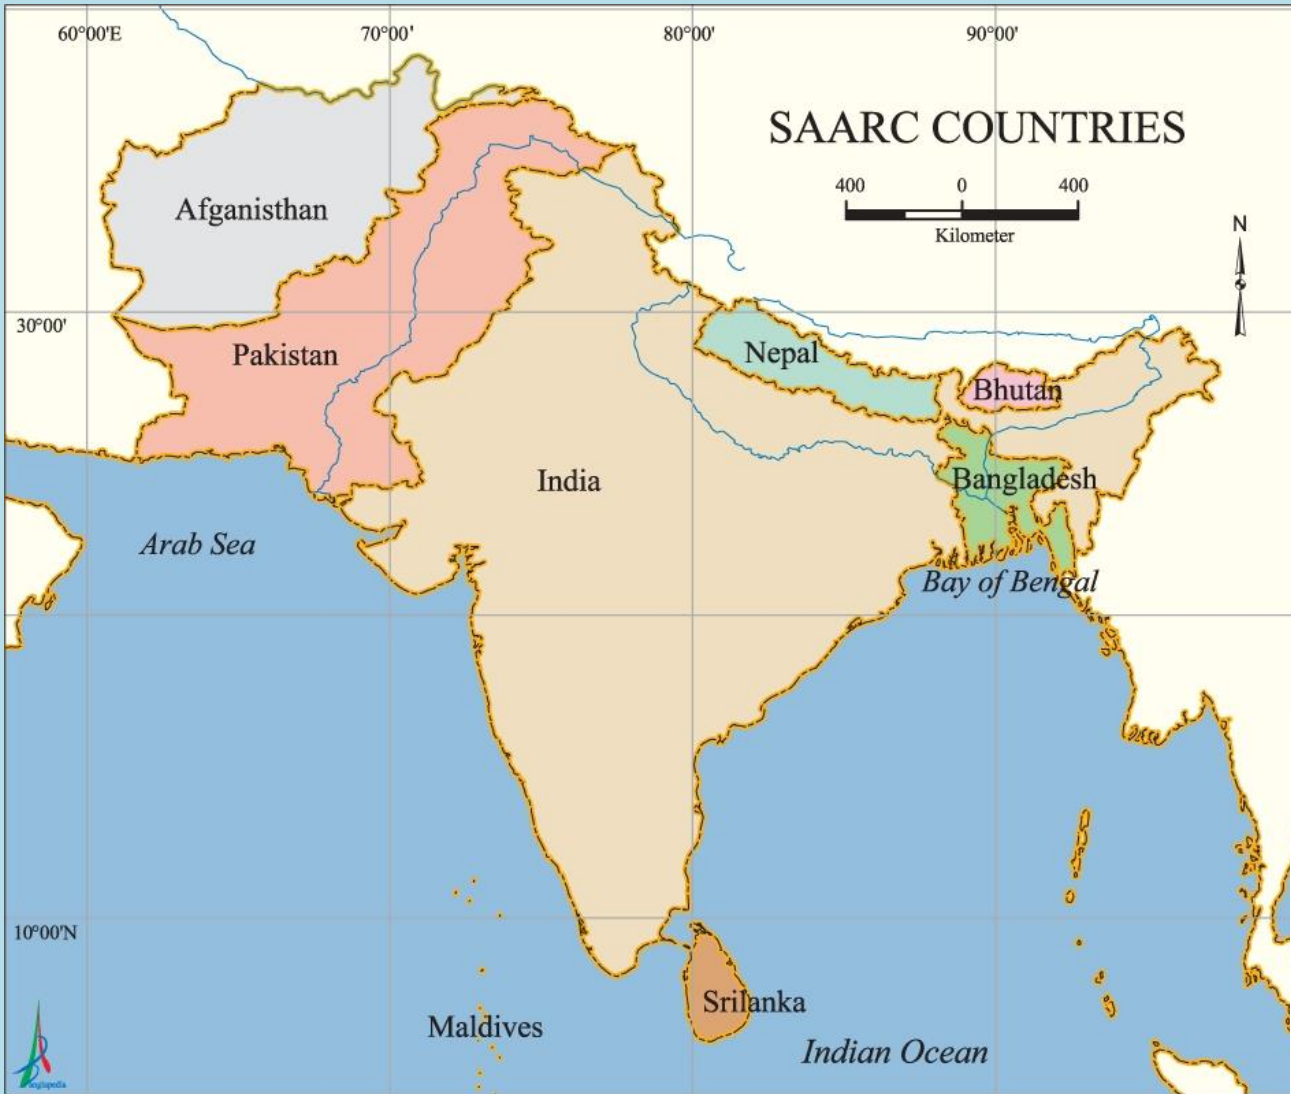 60°00'E 70°00' 80°00' 90°00'
SAARC COUNTRIES
400 0 400
Kilometer
N
Afganisthan
30°00'
Pakistan
Nepal
Bhutan
India
Bangladesh
Arab Sea
Bay of Bengal
10°00'N
Srilanka
Maldives
Indian Ocean
anglapedia